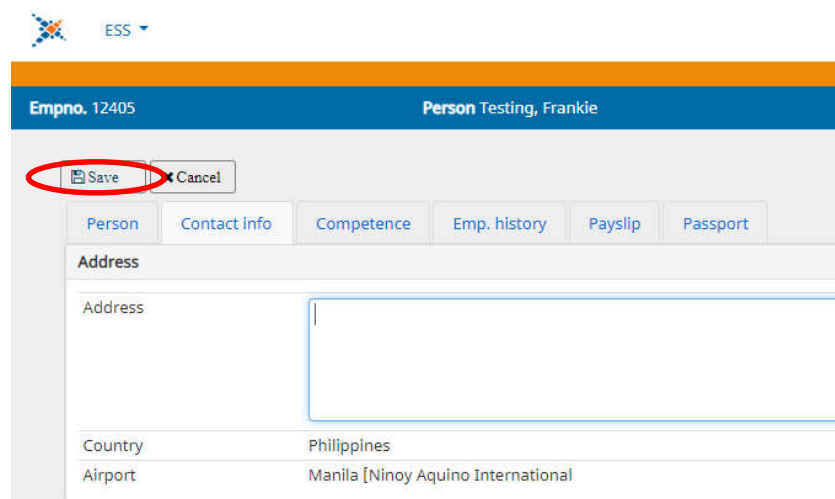 ESS
Empno. 12405 Person Testing, Frankie
Save Cancel
Person Contact info Competence Emp. history Payslip Passport
Address
Address
Country Philippines
Airport Manila [Ninoy Aquino International